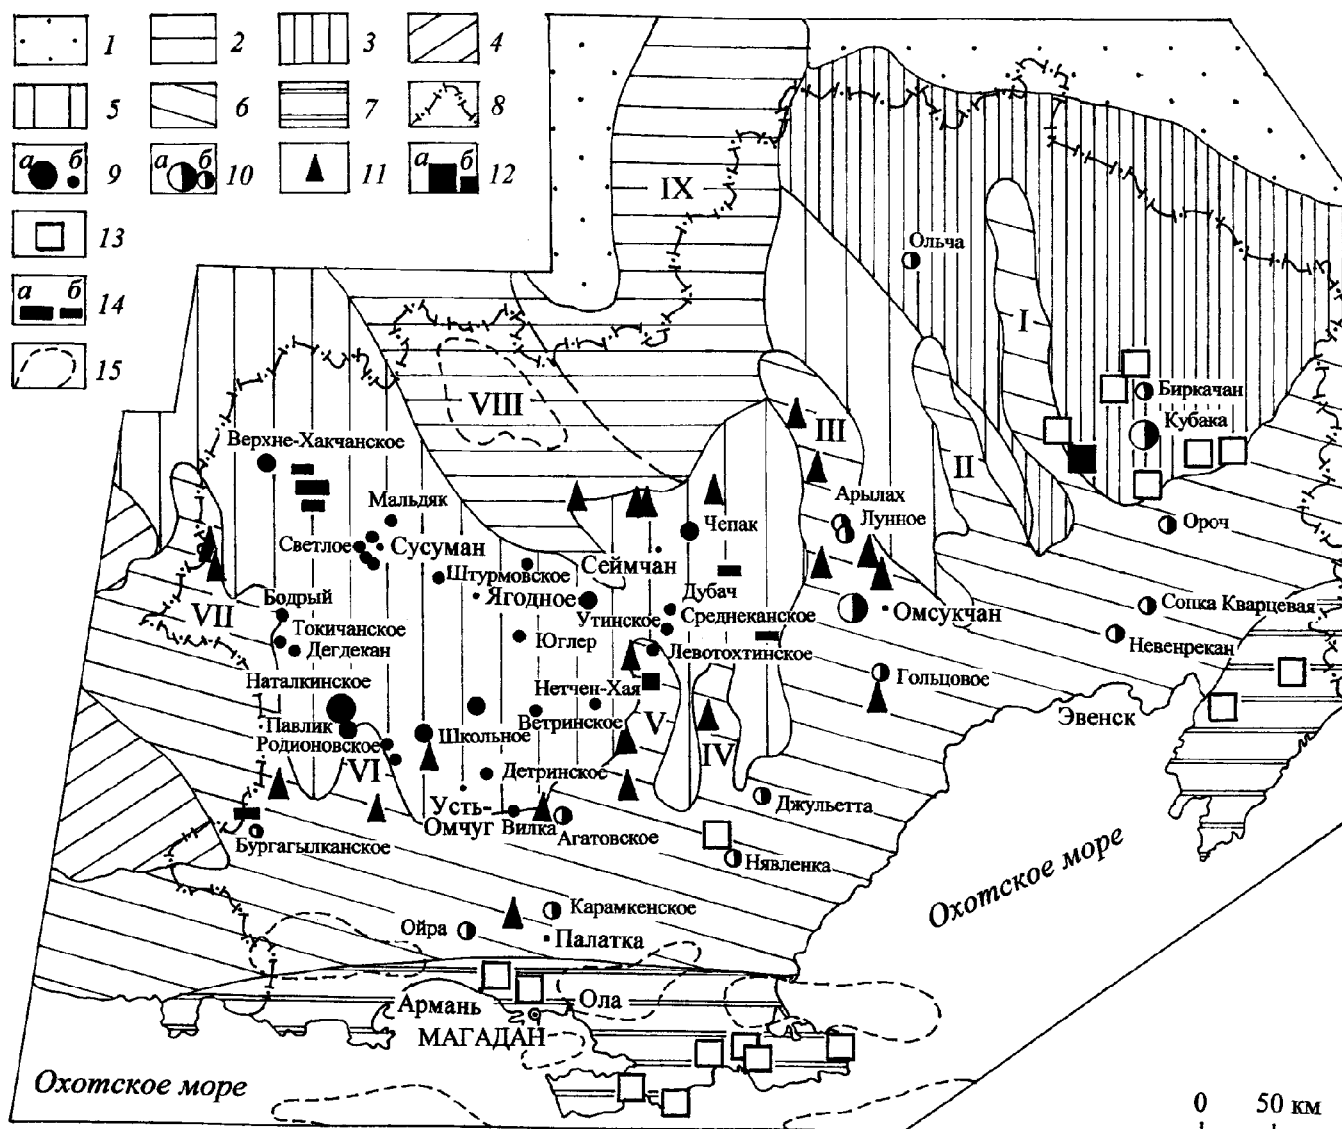 1 2 3 4
5 6 7 8
а б 9 а б 10 11 а б 12
13
а б 14
15
IX
Ольча
I
Биркачан
VIII
Кубака
Верхне-Хакчанское
III
II
Мальдяк
Арылах
Чепак
Лунное
Ороч
Светлое
Сусуман
Сеймчан
Штурмовское
Дубач
Бодрый
Ягодное
Сопка Кварцевая
VII
Утинское
Среднеканское
Омсукчан
Токичанское
Невенрекан
Юглер
Дегдекан
Левотохтинское
Наталкинское
Гольцовое
Нетчен-Хая
Эвенск
Павлик
Ветринское
V
Родионовское
Школьное
IV
VI
Детринское
Джульетта
Усть-
Омчуг
Вилка
Агатовское
Бургагылканское
Нявленка
Охотское море
Карамкенское
Ойра
Палатка
Армань
Ола
МАГАДАН
Охотское море
0 50 км